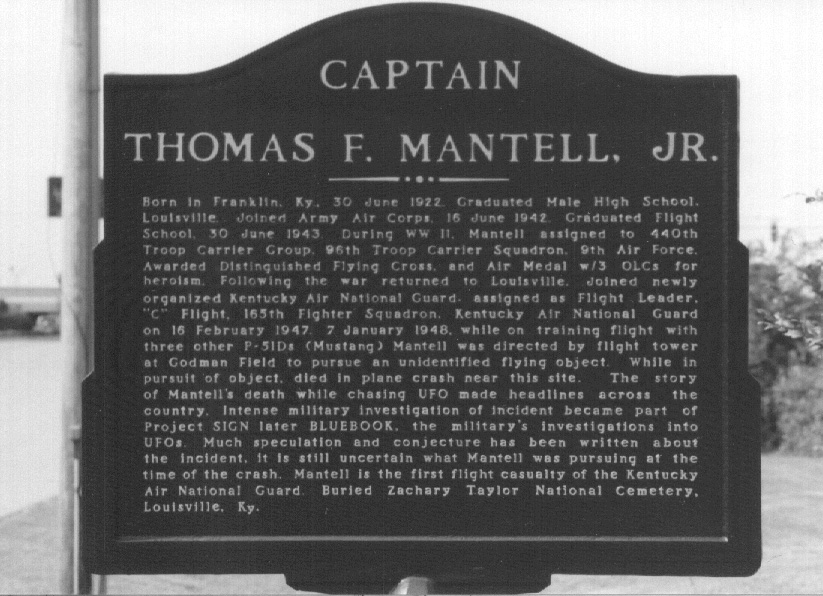 CAPTAIN
THOMAS F. MANTELL, JR.
Born in Franklin, Ky., 30 June 1922. Graduated Male High School,
Louisville. Joined Army Air Corps, 16 June 1942. Graduated Flight
School, 30 June 1943. During WW II, Mantell assigned to 440th
Troop Carrier Group, 96th Troop Carrier Squadron, 9th Air Force.
Awarded Distinguished Flying Cross, and Air Medal w/3 OLCs for
heroism. Following the war returned to Louisville. Joined newly
organized Kentucky Air National Guard, assigned as Flight Leader,
"C" Flight, 165th Fighter Squadron, Kentucky Air National Guard
on 16 February 1947. 7 January 1948, while on training flight with
three other P-51Ds (Mustang) Mantell was directed by flight tower
at Godman Field to pursue an unidentified flying object. While in
pursuit of object, died in plane crash near this site. The story
of Mantell's death while chasing UFO made headlines across the
country. Intense military investigation of incident became part of
Project SIGN later BLUEBOOK, the military's investigations into
UFOs. Much speculation and conjecture has been written about
the incident, it is still uncertain what Mantell was pursuing at the
time of the crash. Mantell is the first flight casualty of the Kentucky
Air National Guard. Buried Zachary Taylor National Cemetery,
Louisville, Ky.